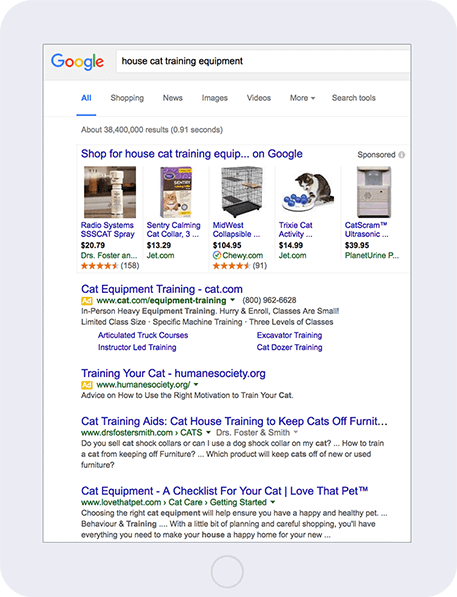 Google
house cat training equipment
All Shopping News Images Videos More Search tools
About 38,400,000 results (0.91 seconds)
Shop for house cat training equip... on Google Sponsored
Radio Systems
SSSCAT Spray
$20.79
Drs. Foster an...
(158)
Sentry Calming
Cat Collar, 3 ...
$13.29
Jet.com
MidWest
Collapsible ...
$104.95
Chewy.com
(91)
Trixie Cat
Activity ...
$14.99
Jet.com
CatScram™
Ultrasonic ...
$39.95
PlanetUrine P...
Cat Equipment Training - cat.com
Ad www.cat.com/equipment-training (800) 962-6628
In-Person Heavy Equipment Training. Hurry & Enroll, Classes Are Small!
Limited Class Size · Specific Machine Training · Three Levels of Classes
Articulated Truck Courses Excavator Training
Instructor Led Training Cat Dozer Training
Training Your Cat - humanesociety.org
Ad www.humanesociety.org/
Advice on How to Use the Right Motivation to Train Your Cat.
Cat Training Aids: Cat House Training to Keep Cats Off Furnit...
www.drsfostersmith.com › CATS Drs. Foster & Smith
Do you sell cat shock collars or can I use a dog shock collar on my cat? ... How to train
a cat from keeping off Furniture? ... Which product will keep cats off of new or used
furniture?
Cat Equipment - A Checklist For Your Cat | Love That Pet™
www.lovethatpet.com › Cat Care › Getting Started
Choosing the right cat equipment will help ensure you have a happy and healthy pet. ...
Behaviour & Training .... With a little bit of planning and careful shopping, you'll have
everything you need to make your house a happy home for your new ...